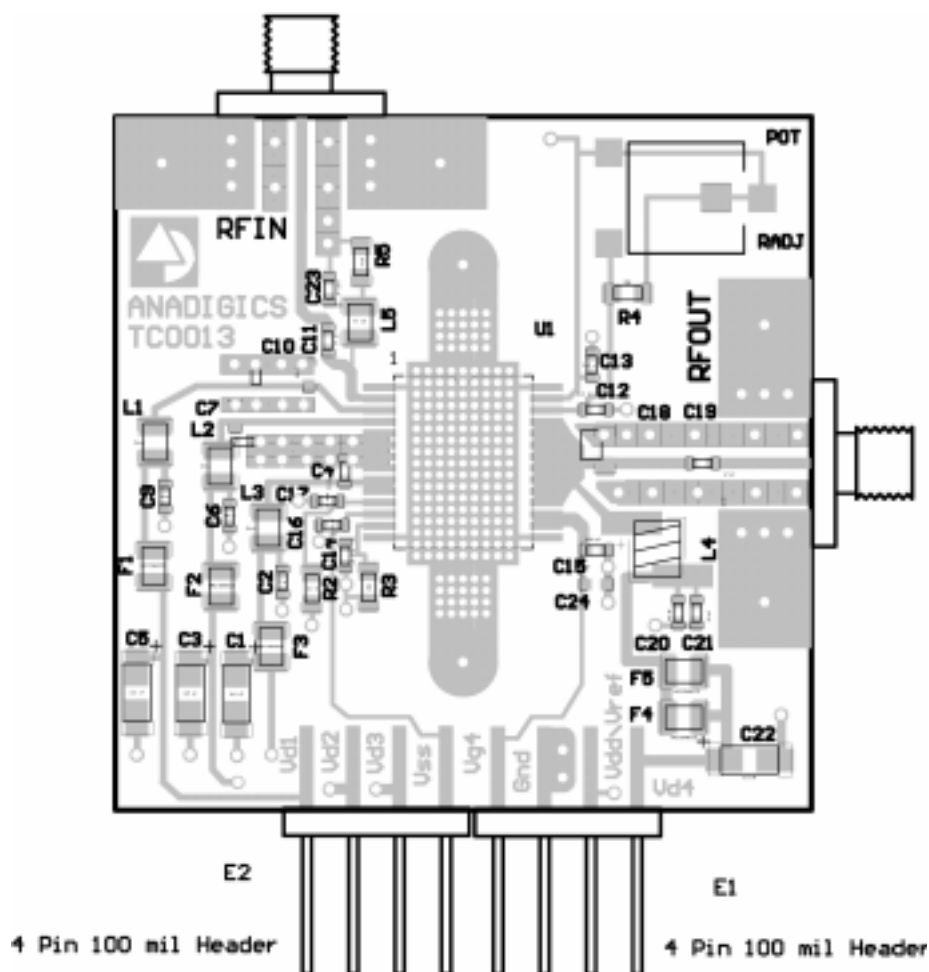 POT
RFIN
RADJ
R5
ANADIGICS
TC0013
C23
L5
R4
U1
RFOUT
C11
C10
1
C13
L1
C7
C12
L2
C18
C19
C9
L3
C17
C6
C16
F1
F2
C2
R2
R3
C15
C24
L4
C5
C3
C1
F3
C20
C21
F5
F4
C22
Vd1
Vd2
Vd3
Vss
Vg4
Gnd
Vdd\Vref
Vd4
E2
E1
4 Pin 100 mil Header
4 Pin 100 mil Header